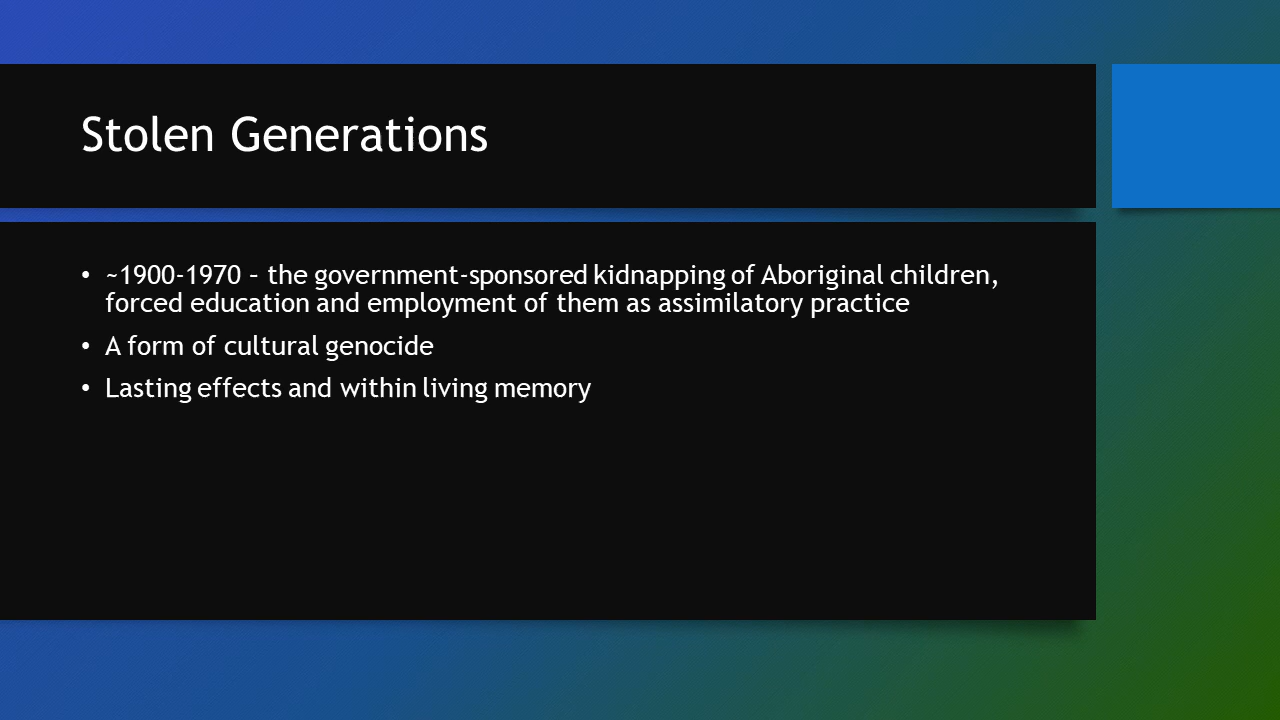 Stolen Generations
• ~1900-1970 – the government-sponsored kidnapping of Aboriginal children,
forced education and employment of them as assimilatory practice
• A form of cultural genocide
• Lasting effects and within living memory